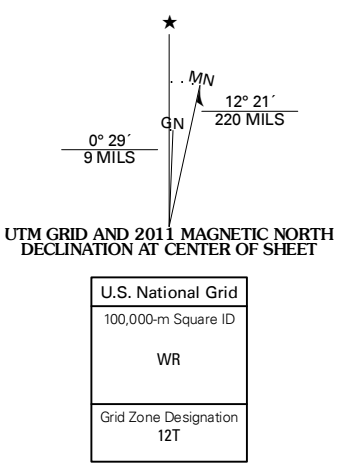 ★
MN
12° 21´
220 MILS
GN
0° 29´
9 MILS
UTM GRID AND 2011 MAGNETIC NORTH
DECLINATION AT CENTER OF SHEET
U.S. National Grid
100,000-m Square ID
WR
Grid Zone Designation
12T